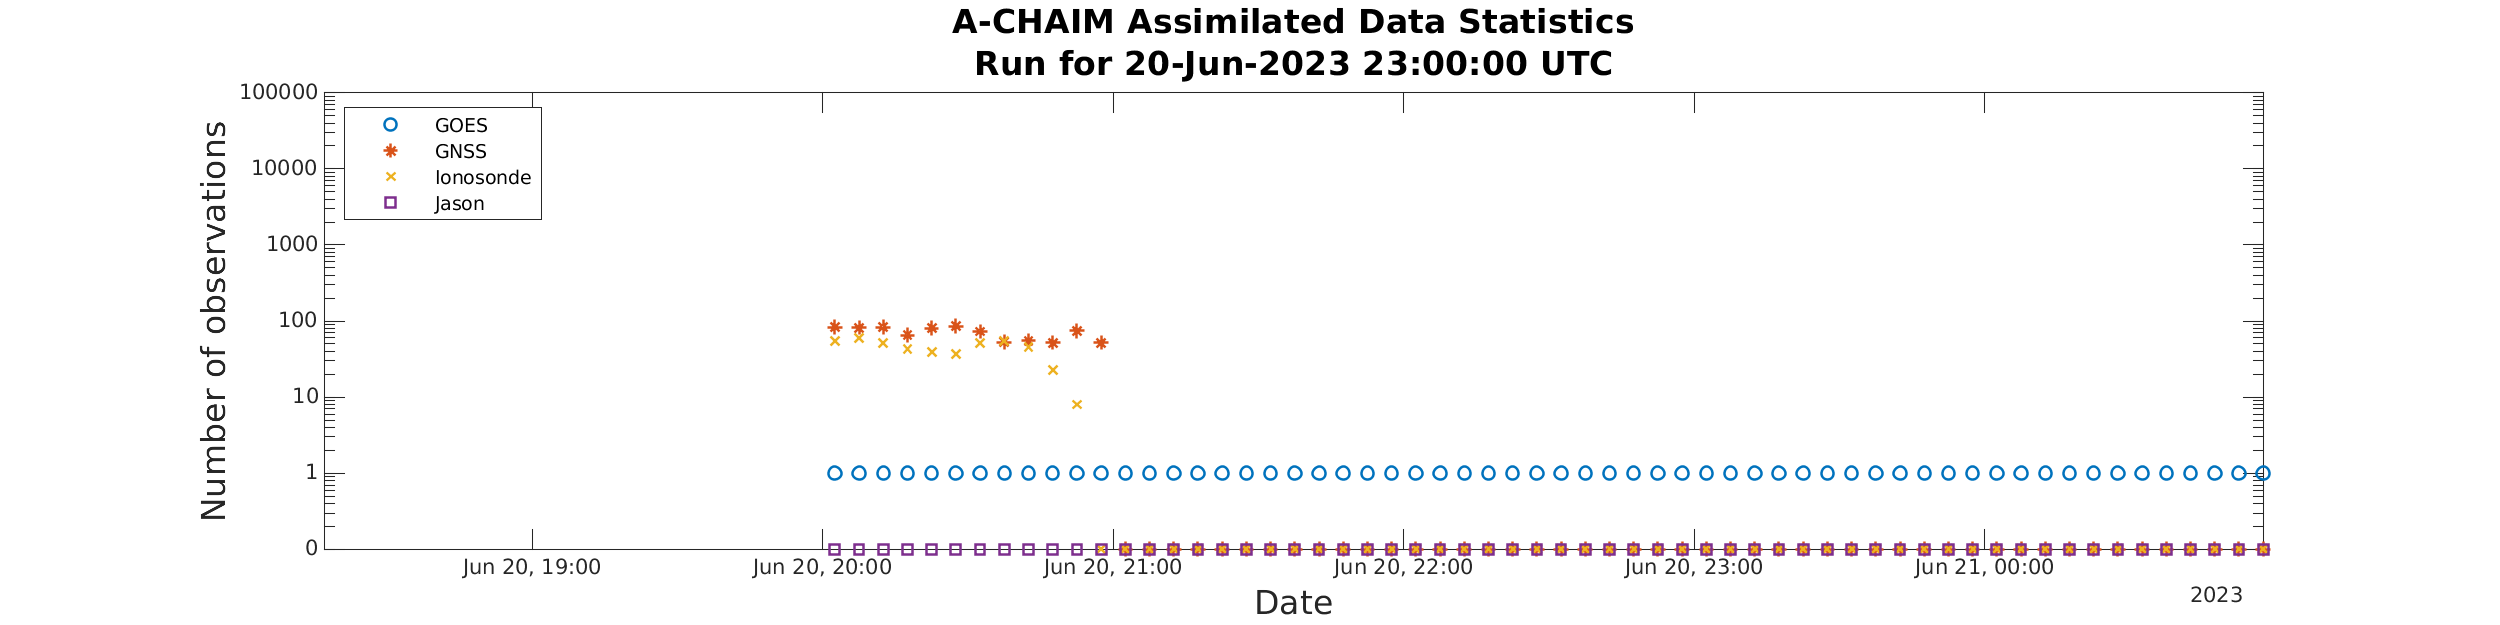 A-CHAIM Assimilated Data Statistics
Run for 20-Jun-2023 23:00:00 UTC
Number of observations
100000
10000
1000
100
10
1
0
GOES
GNSS
Ionosonde
Jason
Jun 20, 19:00
Jun 20, 20:00
Jun 20, 21:00
Jun 20, 22:00
Jun 20, 23:00
Jun 21, 00:00
2023
Date